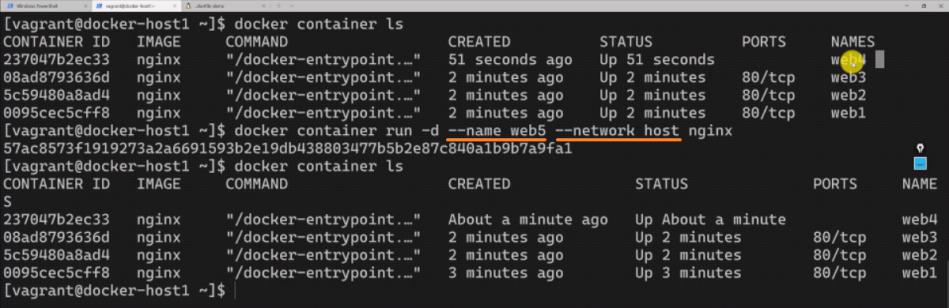 Windows PowerShell vagrant@docker-host1:~
[vagrant@docker-host1 ~]$ docker container ls
CONTAINER ID IMAGE COMMAND CREATED STATUS PORTS NAMES
237047b2ec33 nginx "/docker-entrypoint.…" 51 seconds ago Up 51 seconds web4
08ad8793636d nginx "/docker-entrypoint.…" 2 minutes ago Up 2 minutes 80/tcp web3
5c59480a8ad4 nginx "/docker-entrypoint.…" 2 minutes ago Up 2 minutes 80/tcp web2
0095cec5cff8 nginx "/docker-entrypoint.…" 2 minutes ago Up 2 minutes 80/tcp web1
[vagrant@docker-host1 ~]$ docker container run -d --name web5 --network host nginx
57ac8573f1919273a2a6691593b2e19db438803477b5b2e87c840a1b9b7a9fa1
[vagrant@docker-host1 ~]$ docker container ls
CONTAINER ID IMAGE COMMAND CREATED STATUS PORTS NAME
S
237047b2ec33 nginx "/docker-entrypoint.…" About a minute ago Up About a minute web4
08ad8793636d nginx "/docker-entrypoint.…" 2 minutes ago Up 2 minutes 80/tcp web3
5c59480a8ad4 nginx "/docker-entrypoint.…" 2 minutes ago Up 2 minutes 80/tcp web2
0095cec5cff8 nginx "/docker-entrypoint.…" 3 minutes ago Up 3 minutes 80/tcp web1
[vagrant@docker-host1 ~]$